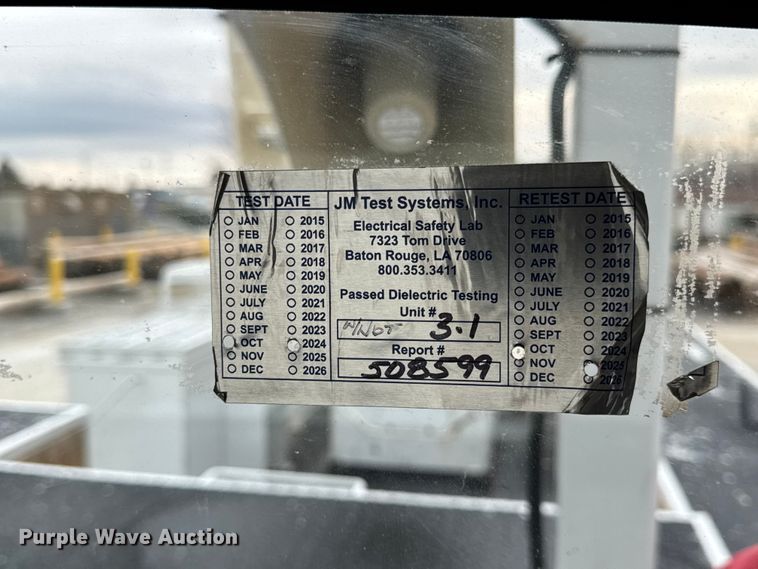 TEST DATE
JAN 2015
FEB 2016
MAR 2017
APR 2018
MAY 2019
JUNE 2020
JULY 2021
AUG 2022
SEPT 2023
OCT 2024
NOV 2025
DEC 2026
JM Test Systems, Inc.
Electrical Safety Lab
7323 Tom Drive
Baton Rouge, LA 70806
800.353.3411
Passed Dielectric Testing
Unit #
3.1
Report #
508599
RETEST DATE
JAN 2015
FEB 2016
MAR 2017
APR 2018
MAY 2019
JUNE 2020
JULY 2021
AUG 2022
SEPT 2023
OCT 2024
NOV 2025
DEC 2026
Purple Wave Auction